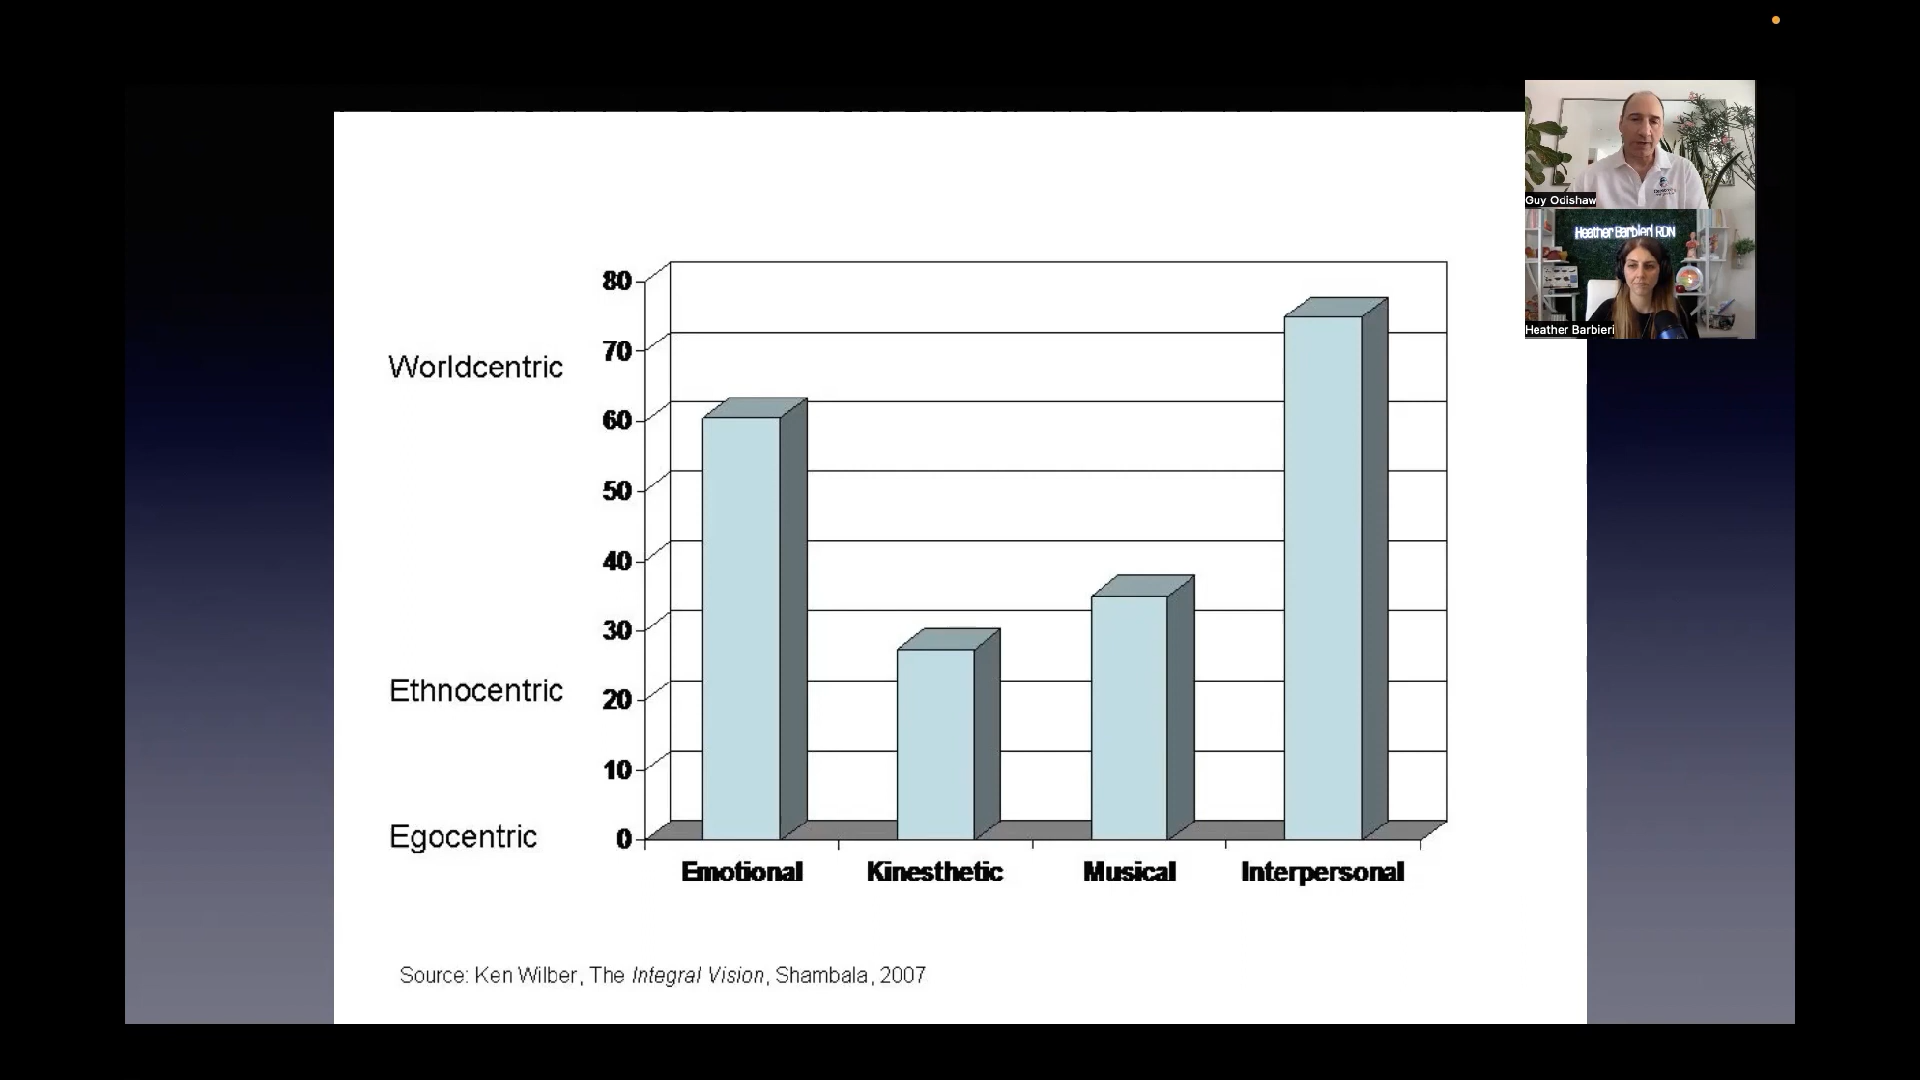 Guy Odishaw
Heather Barbieri RDN
Heather Barbieri
80
Worldcentric
70
60
50
40
30
Ethnocentric
20
10
Egocentric
0
Emotional Kinesthetic Musical Interpersonal
Source: Ken Wilber, The Integral Vision, Shambala, 2007